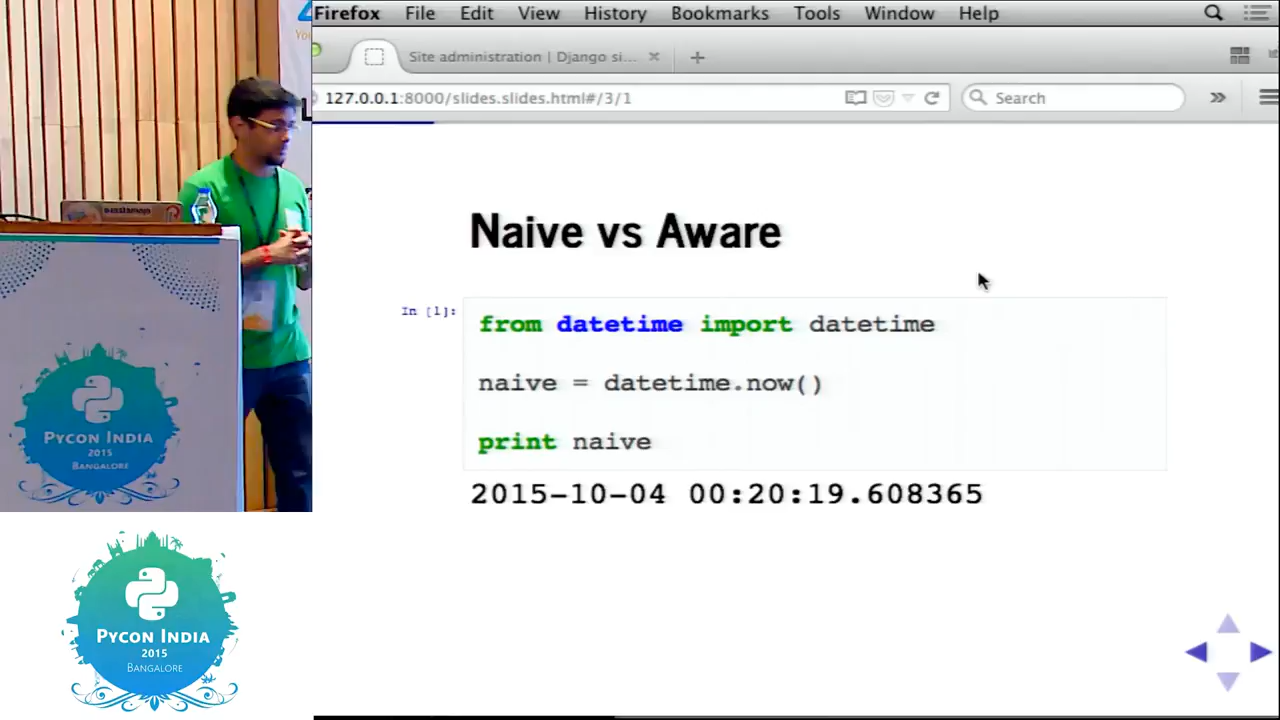 Firefox File Edit View History Bookmarks Tools Window Help
Site administration | Django si...
127.0.0.1:8000/slides.slides.html#/3/1
Search
Naive vs Aware
In [1]:
from datetime import datetime
naive = datetime.now()
print naive
2015-10-04 00:20:19.608365
PYCON INDIA
2015
BANGALORE
PYCON INDIA
2015
BANGALORE